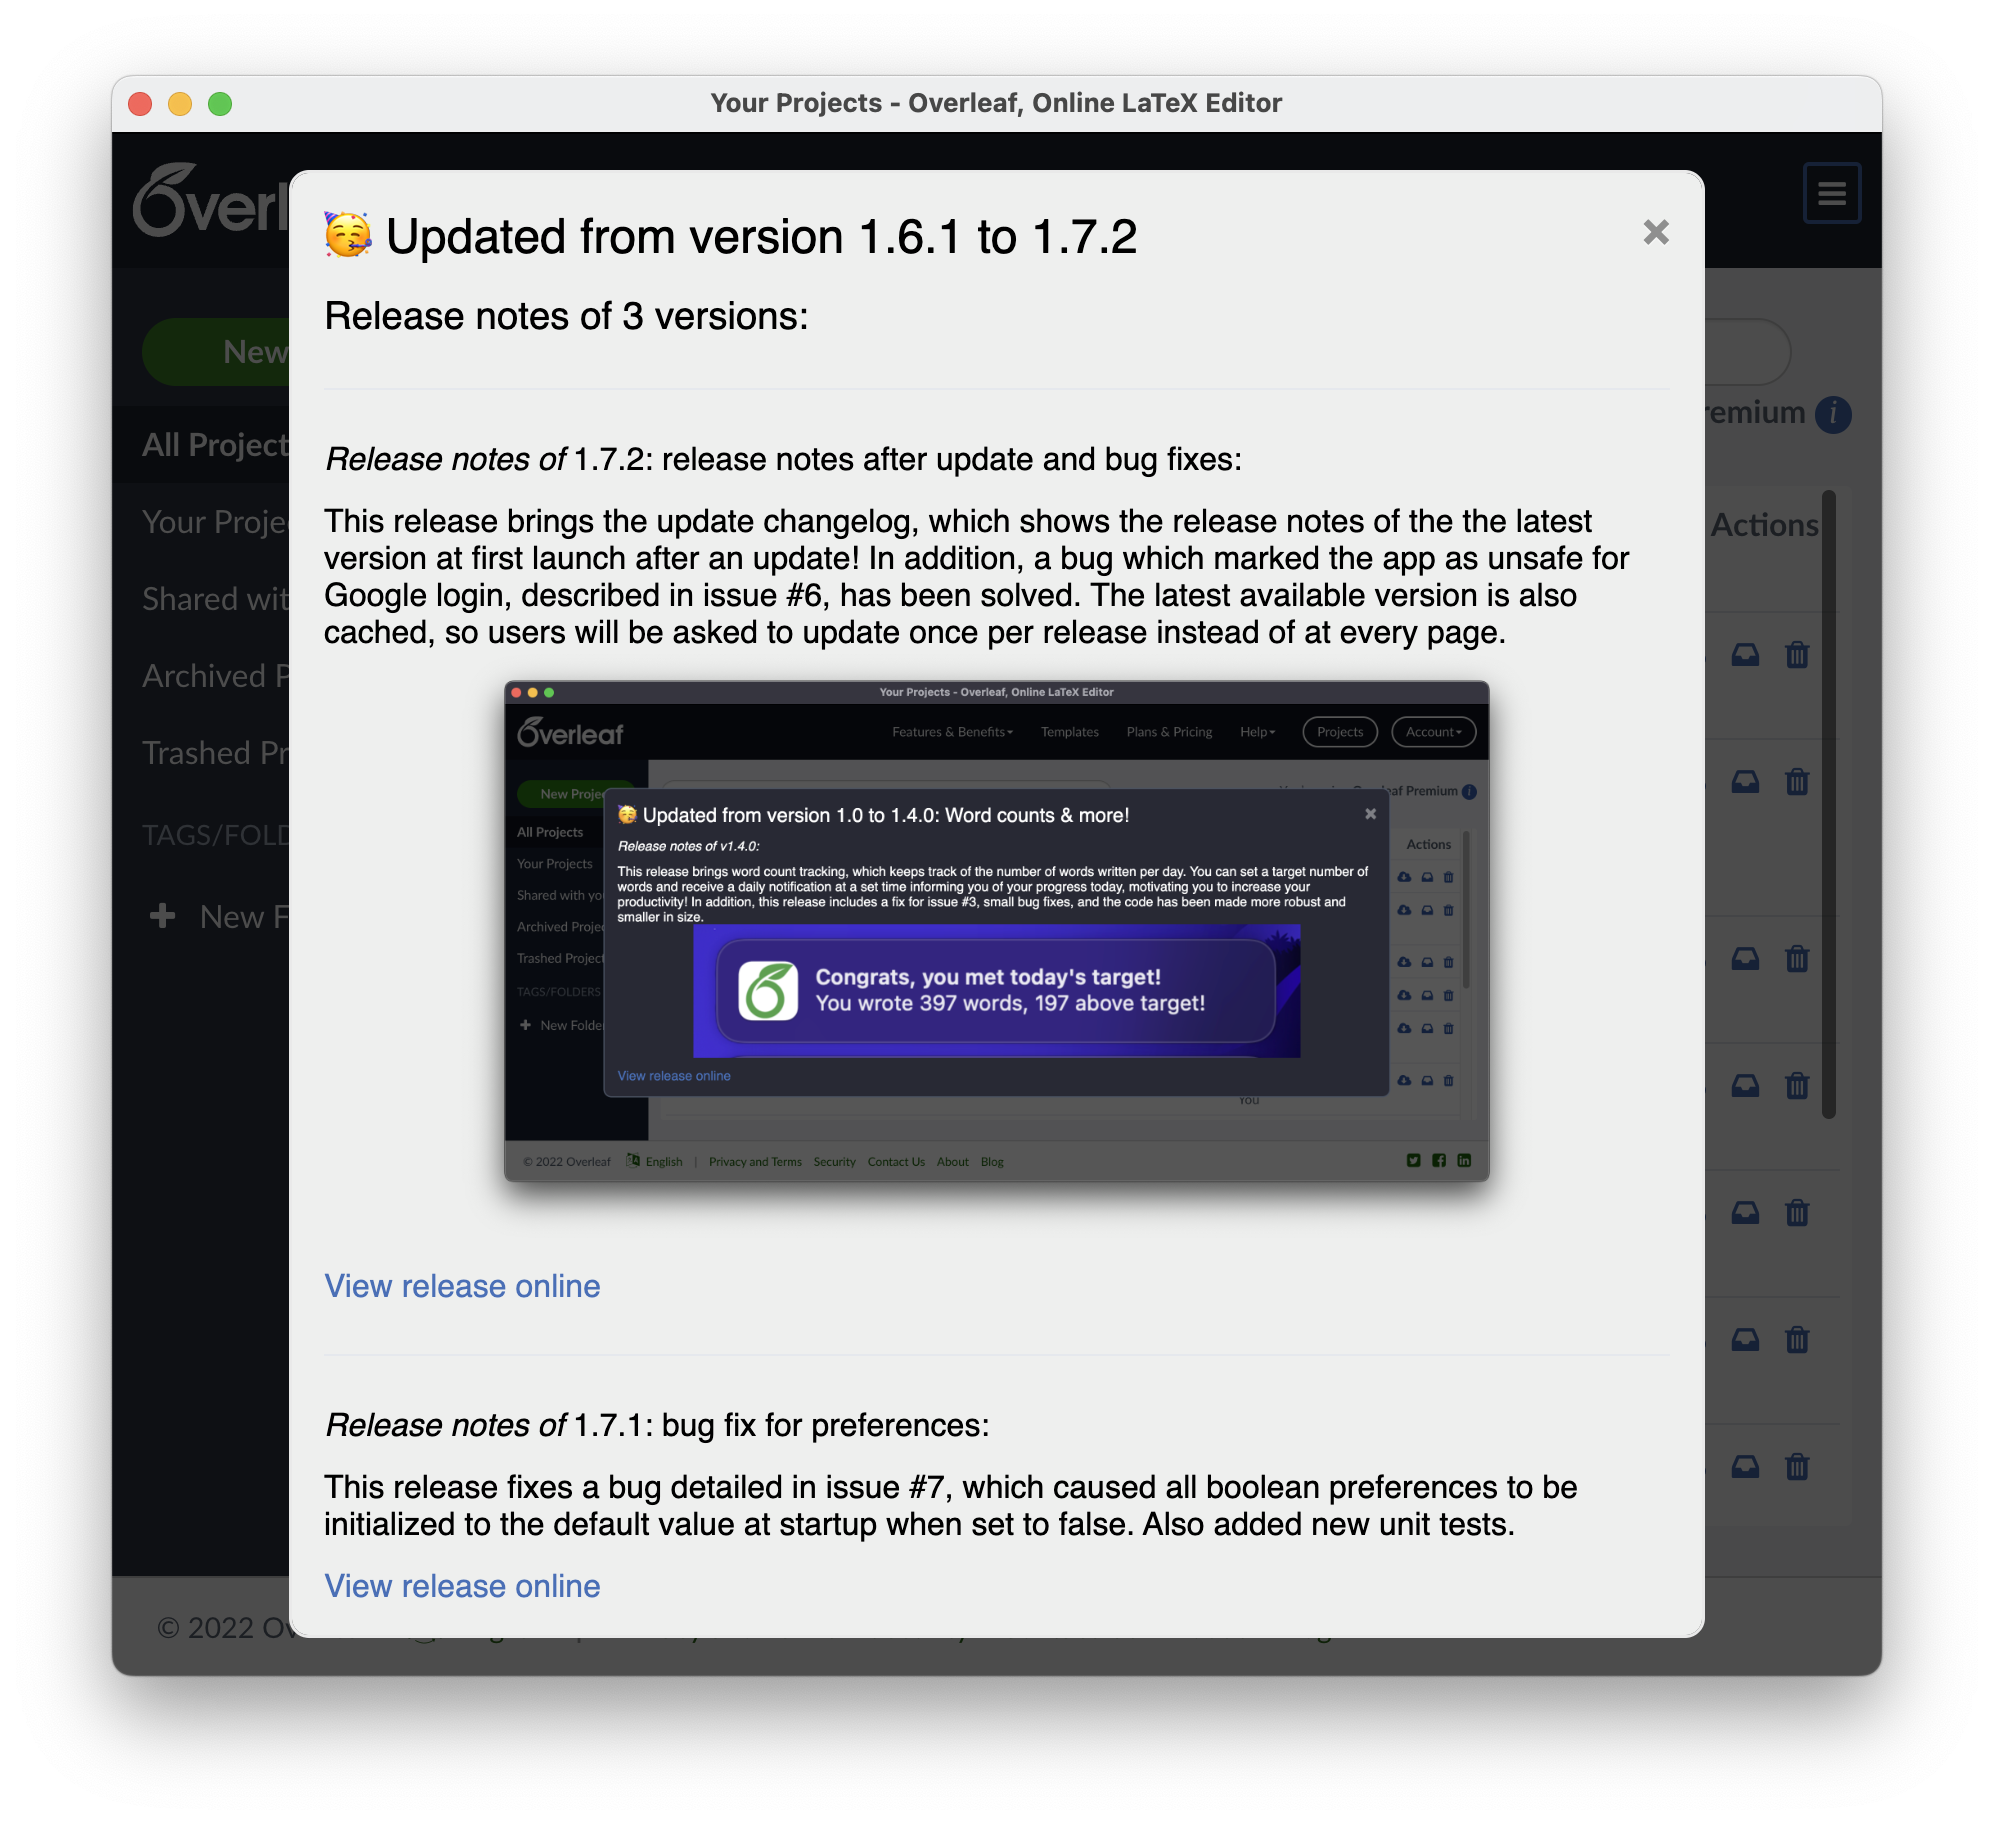 Your Projects - Overleaf, Online LaTeX Editor
Overl
🥳 Updated from version 1.6.1 to 1.7.2
Release notes of 3 versions:
New
emium
All Project
Release notes of 1.7.2: release notes after update and bug fixes:
Your Proje
This release brings the update changelog, which shows the release notes of the the latest
version at first launch after an update! In addition, a bug which marked the app as unsafe for
Google login, described in issue #6, has been solved. The latest available version is also
cached, so users will be asked to update once per release instead of at every page.
Actions
Shared wit
Archived P
Trashed Pr
TAGS/FOLD
New F
Your Projects - Overleaf, Online LaTeX Editor
Overleaf
Features & Benefits
Templates
Plans & Pricing
Help
Projects
Account
New Proje
af Premium
🥳 Updated from version 1.0 to 1.4.0: Word counts & more!
Release notes of v1.4.0:
This release brings word count tracking, which keeps track of the number of words written per day. You can set a target number of
words and receive a daily notification at a set time informing you of your progress today, motivating you to increase your
productivity! In addition, this release includes a fix for issue #3, small bug fixes, and the code has been made more robust and
smaller in size.
All Projects
Your Projects
Shared with yo
Archived Projec
Trashed Project
TAGS/FOLDERS
New Folder
Actions
Congrats, you met today's target!
You wrote 397 words, 197 above target!
View release online
You
© 2022 Overleaf
English
|
Privacy and Terms
Security
Contact Us
About
Blog
View release online
Release notes of 1.7.1: bug fix for preferences:
This release fixes a bug detailed in issue #7, which caused all boolean preferences to be
initialized to the default value at startup when set to false. Also added new unit tests.
View release online
© 2022 Ov